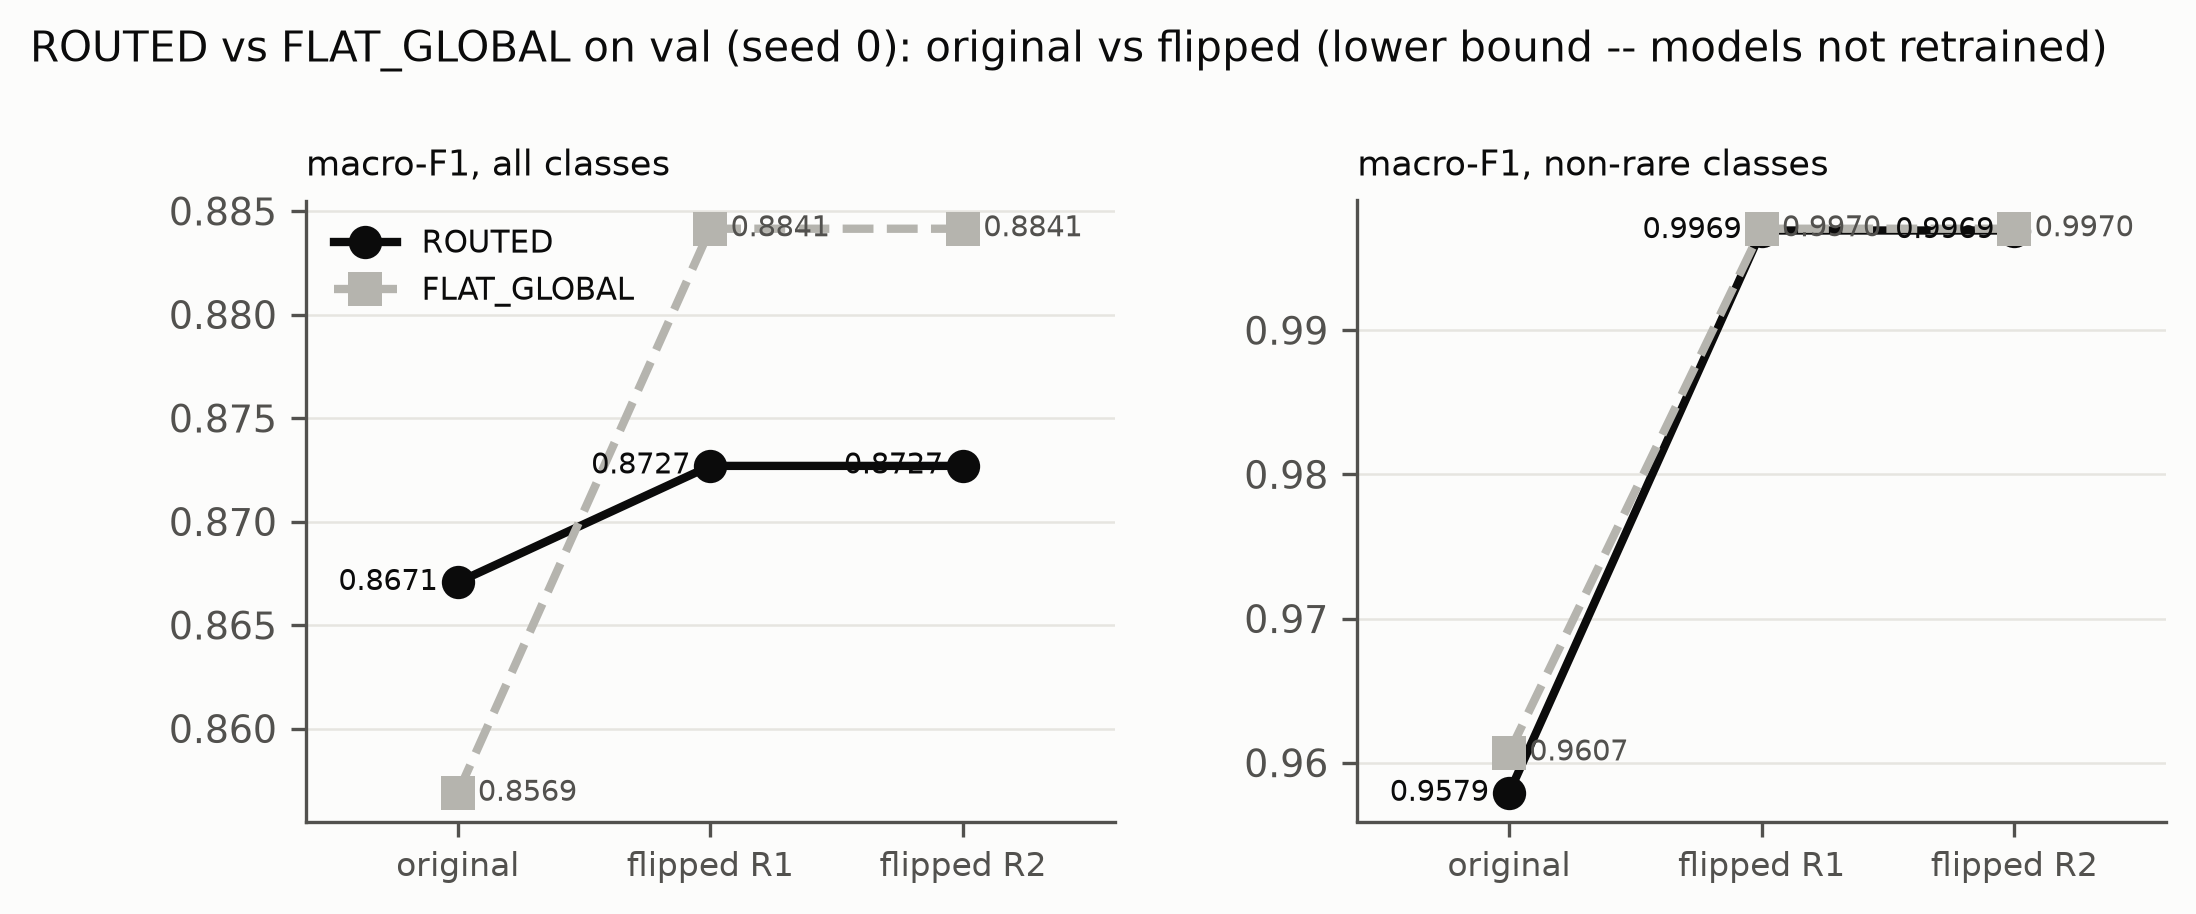 ROUTED vs FLAT_GLOBAL on val (seed 0): original vs flipped (lower bound -- models not retrained)
macro-F1, all classes
0.885
0.880
0.875
0.870
0.865
0.860
ROUTED
FLAT_GLOBAL
0.8841
0.8841
0.8727
0.8727
0.8671
0.8569
original
flipped R1
flipped R2
macro-F1, non-rare classes
0.99
0.98
0.97
0.96
0.9969
0.9970
0.9969
0.9970
0.9607
0.9579
original
flipped R1
flipped R2